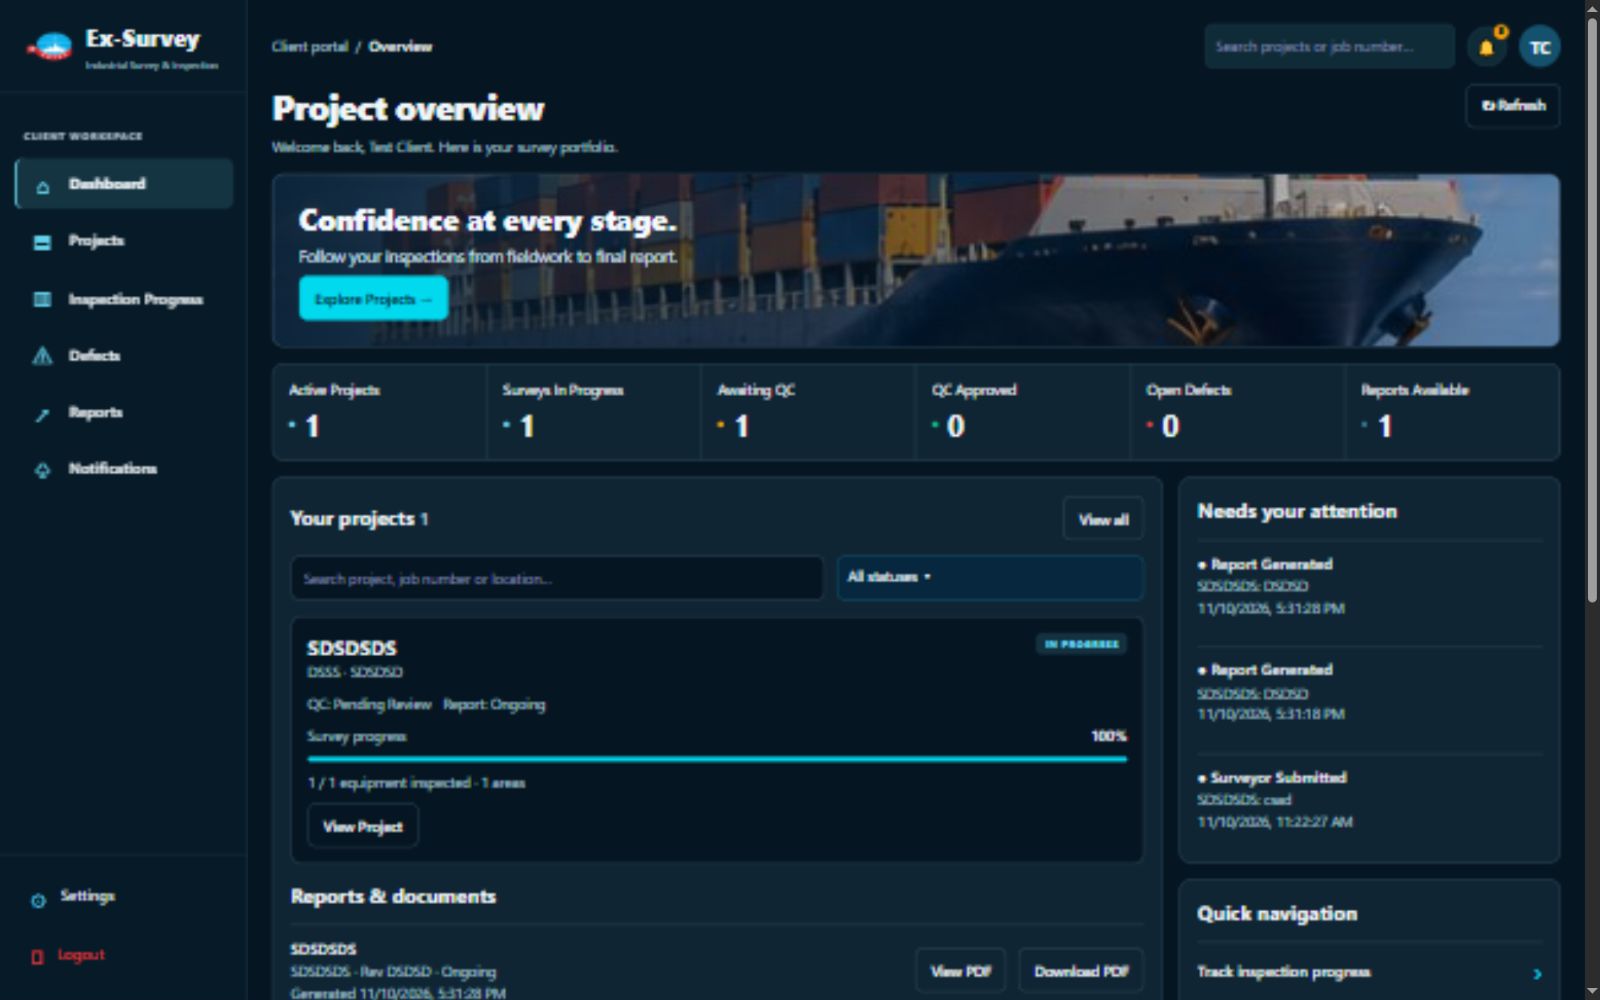 Ex-Survey
Industrial Survey & Inspection
CLIENT WORKSPACE
Dashboard
Projects
Inspection Progress
Defects
Reports
Notifications
Settings
Logout
Client portal / Overview
Search projects or job number...
TC
Project overview
Refresh
Welcome back, Test Client. Here is your survey portfolio.
Confidence at every stage.
Follow your inspections from fieldwork to final report.
Explore Projects →
Active Projects
1
Surveys In Progress
1
Awaiting QC
1
QC Approved
0
Open Defects
0
Reports Available
1
Your projects 1
View all
Search project, job number or location...
All statuses
SDSDSDS
IN PROGRESS
DSSS · SDSDSD
QC: Pending Review Report: Ongoing
Survey progress
100%
1 / 1 equipment inspected · 1 areas
View Project
Reports & documents
SDSDSDS
SDSDSDS · Rev DSDSD · Ongoing
Generated 11/10/2026, 5:31:28 PM
View PDF
Download PDF
Needs your attention
• Report Generated
SDSDSDS: DSDSD
11/10/2026, 5:31:28 PM
• Report Generated
SDSDSDS: DSDSD
11/10/2026, 5:31:18 PM
• Surveyor Submitted
SDSDSDS:
11/10/2026, 11:22:27 AM
Quick navigation
Track inspection progress